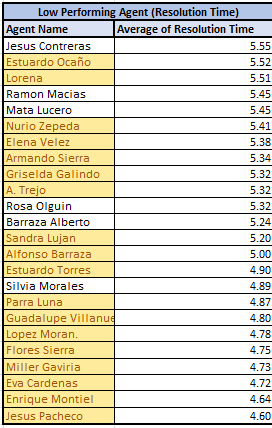 Low Performing Agent (Resolution Time)
Agent Name Average of Resolution Time
Jesus Contreras 5.55
Estuardo Ocaño 5.52
Lorena 5.51
Ramon Macias 5.45
Mata Lucero 5.45
Nurio Zepeda 5.41
Elena Velez 5.38
Armando Sierra 5.34
Griselda Galindo 5.32
A. Trejo 5.32
Rosa Olguin 5.32
Barraza Alberto 5.24
Sandra Lujan 5.20
Alfonso Barraza 5.00
Estuardo Torres 4.90
Silvia Morales 4.89
Parra Luna 4.87
Guadalupe Villanue 4.80
Lopez Moran. 4.78
Flores Sierra 4.75
Miller Gaviria 4.73
Eva Cardenas 4.72
Enrique Montiel 4.64
Jesus Pacheco 4.60